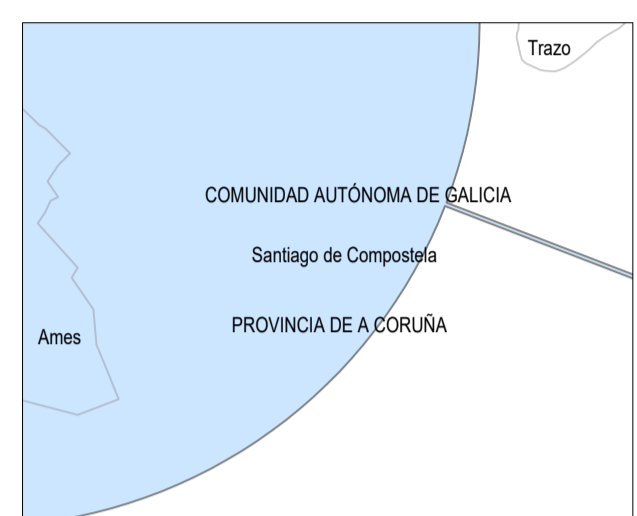 Trazo
COMUNIDAD AUTÓNOMA DE GALICIA
Santiago de Compostela
PROVINCIA DE A CORUÑA
Ames